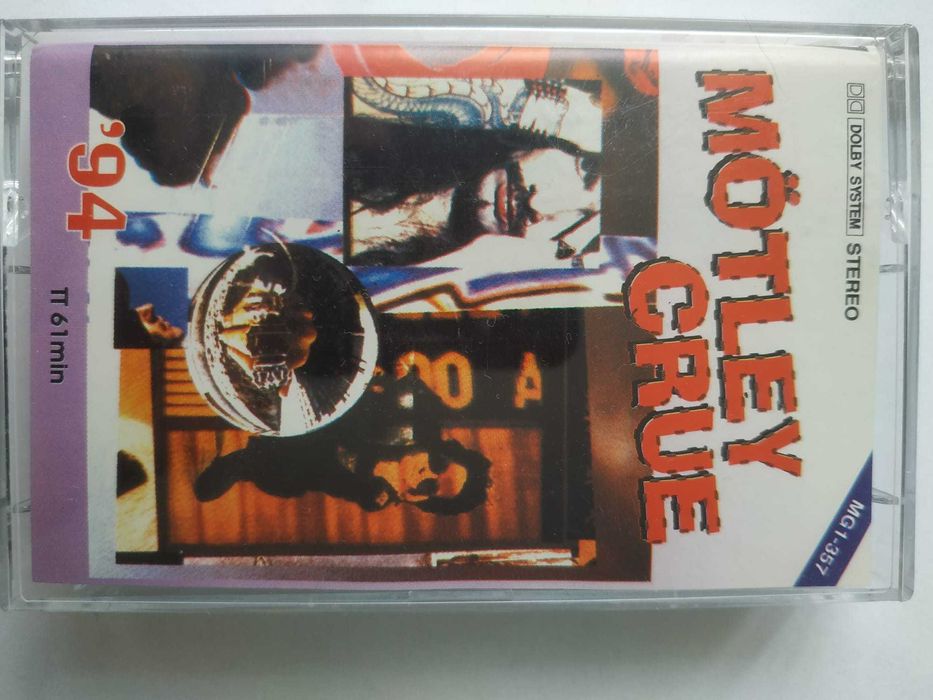 DOLBY SYSTEM STEREO
MÖTLEY
CRUE
MG1-357
'94
TT 61min